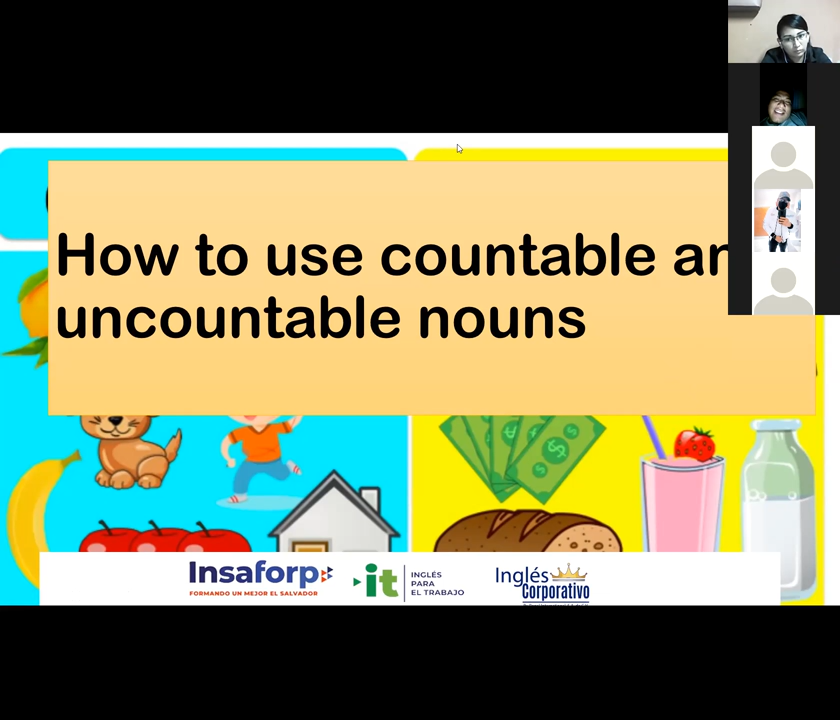 How to use countable an
uncountable nouns
Insaforp
FORMANDO UN MEJOR EL SALVADOR
it
INGLÉS
PARA
EL TRABAJO
Inglés
Corporativo